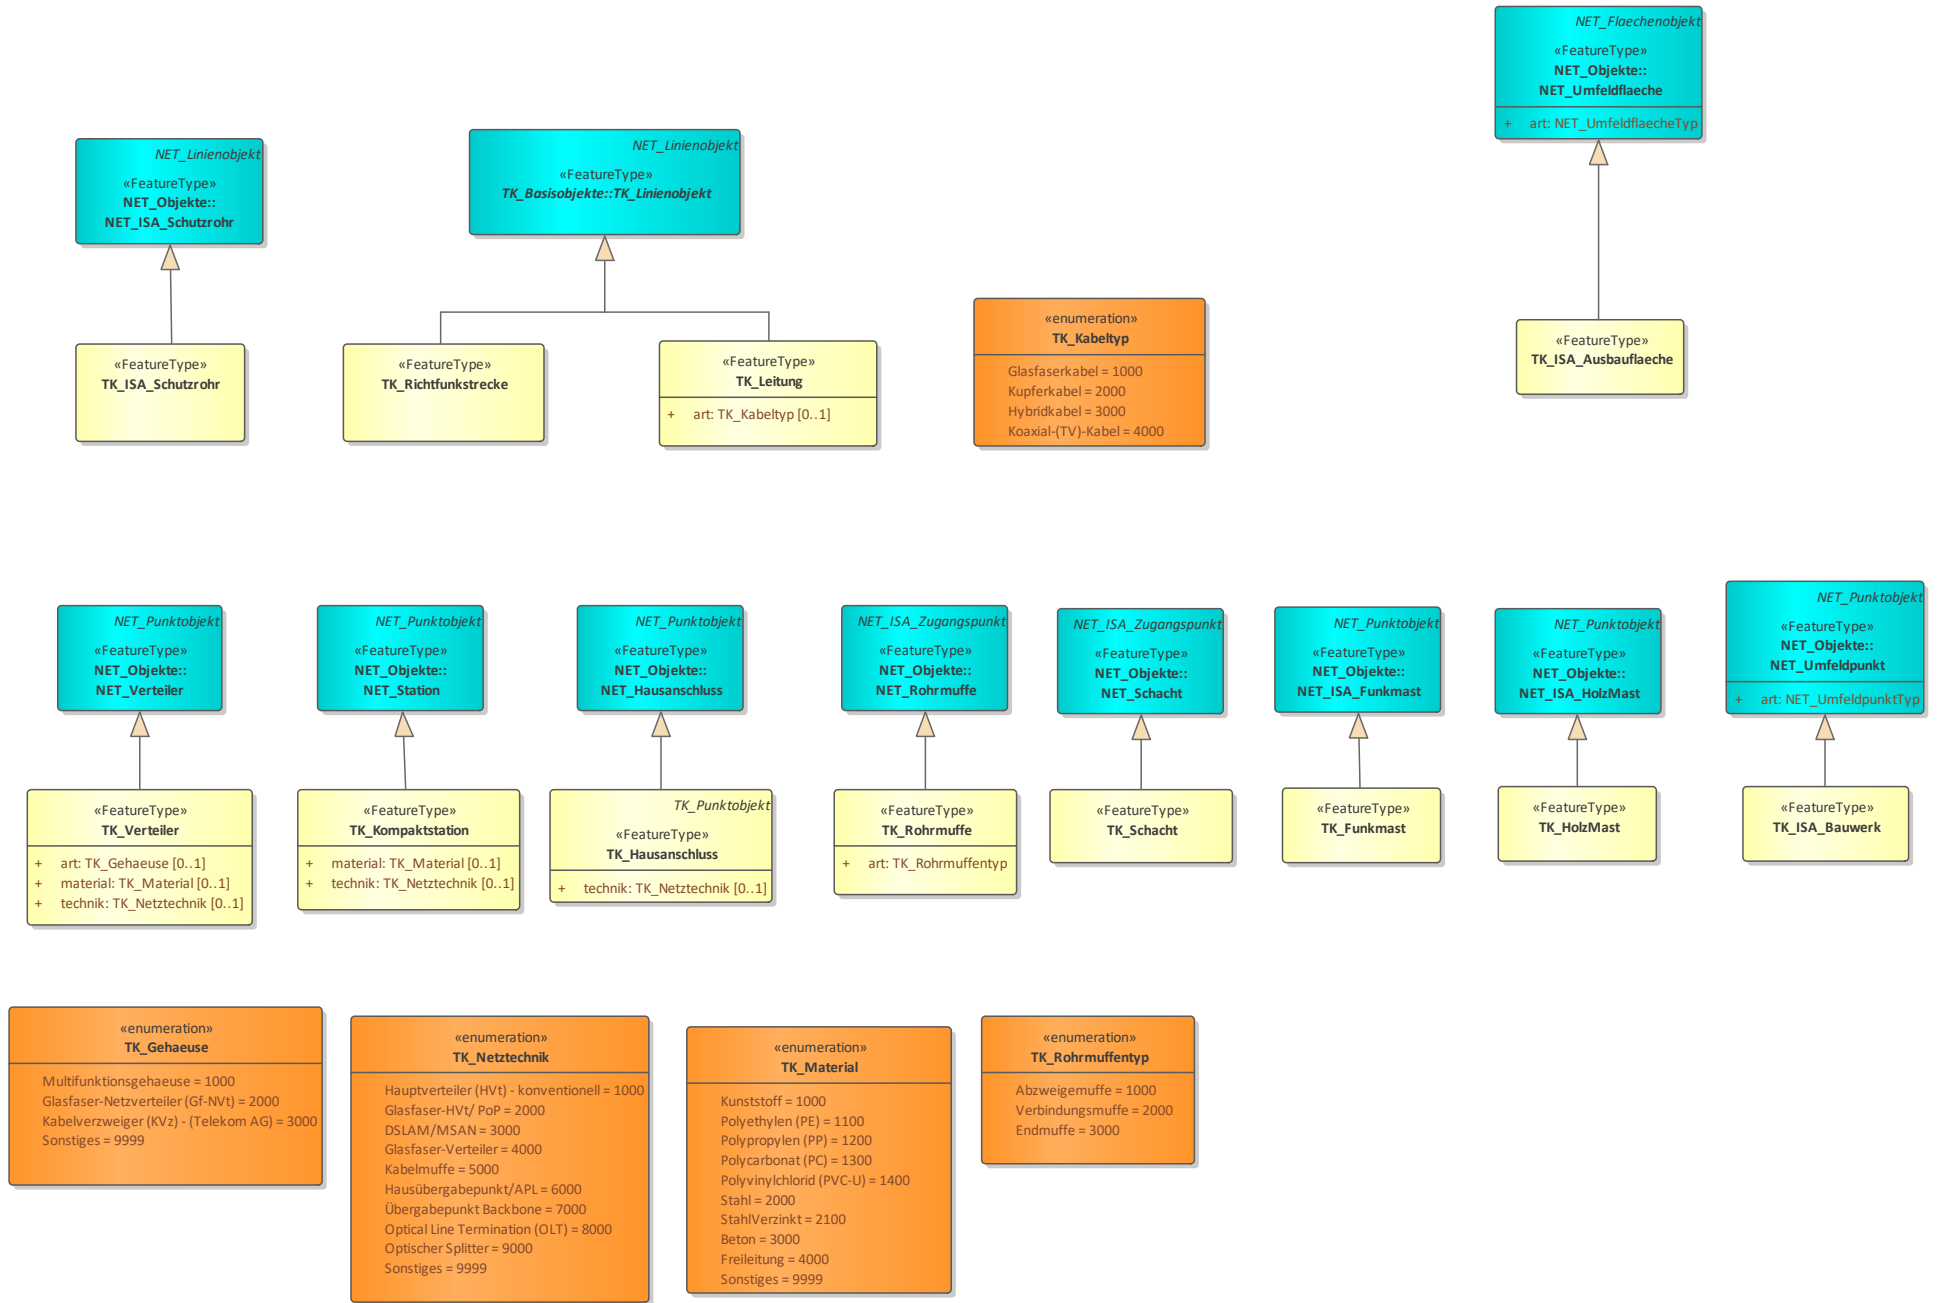 NET_Flaechenobjekt
«FeatureType»
NET_Objekte::
NET_Umfeldflaeche
+ art: NET_UmfeldflaecheTyp
NET_Linienobjekt
«FeatureType»
NET_Objekte::
NET_ISA_Schutzrohr
NET_Linienobjekt
«FeatureType»
TK_Basisobjekte::TK_Linienobjekt
«FeatureType»
TK_ISA_Schutzrohr
«FeatureType»
TK_Richtfunkstrecke
«FeatureType»
TK_Leitung
+ art: TK_Kabeltyp [0..1]
«enumeration»
TK_Kabeltyp
Glasfaserkabel = 1000
Kupferkabel = 2000
Hybridkabel = 3000
Koaxial-(TV)-Kabel = 4000
«FeatureType»
TK_ISA_Ausbauflaeche
NET_Punktobjekt
«FeatureType»
NET_Objekte::
NET_Verteiler
NET_Punktobjekt
«FeatureType»
NET_Objekte::
NET_Station
NET_Punktobjekt
«FeatureType»
NET_Objekte::
NET_Hausanschluss
NET_ISA_Zugangspunkt
«FeatureType»
NET_Objekte::
NET_Rohrmuffe
NET_ISA_Zugangspunkt
«FeatureType»
NET_Objekte::
NET_Schacht
NET_Punktobjekt
«FeatureType»
NET_Objekte::
NET_ISA_Funkmast
NET_Punktobjekt
«FeatureType»
NET_Objekte::
NET_ISA_HolzMast
NET_Punktobjekt
«FeatureType»
NET_Objekte::
NET_Umfeldpunkt
+ art: NET_UmfeldpunktTyp
«FeatureType»
TK_Verteiler
+ art: TK_Gehaeuse [0..1]
+ material: TK_Material [0..1]
+ technik: TK_Netztechnik [0..1]
«FeatureType»
TK_Kompaktstation
+ material: TK_Material [0..1]
+ technik: TK_Netztechnik [0..1]
TK_Punktobjekt
«FeatureType»
TK_Hausanschluss
+ technik: TK_Netztechnik [0..1]
«FeatureType»
TK_Rohrmuffe
+ art: TK_Rohrmuffentyp
«FeatureType»
TK_Schacht
«FeatureType»
TK_Funkmast
«FeatureType»
TK_HolzMast
«FeatureType»
TK_ISA_Bauwerk
«enumeration»
TK_Gehaeuse
Multifunktionsgehaeuse = 1000
Glasfaser-Netzverteiler (Gf-NVt) = 2000
Kabelverzweiger (KVz) - (Telekom AG) = 3000
Sonstiges = 9999
«enumeration»
TK_Netztechnik
Hauptverteiler (HVt) - konventionell = 1000
Glasfaser-HVt/ PoP = 2000
DSLAM/MSAN = 3000
Glasfaser-Verteiler = 4000
Kabelmuffe = 5000
Hausübergabepunkt/APL = 6000
Übergabepunkt Backbone = 7000
Optical Line Termination (OLT) = 8000
Optischer Splitter = 9000
Sonstiges = 9999
«enumeration»
TK_Material
Kunststoff = 1000
Polyethylen (PE) = 1100
Polypropylen (PP) = 1200
Polycarbonat (PC) = 1300
Polyvinylchlorid (PVC-U) = 1400
Stahl = 2000
StahlVerzinkt = 2100
Beton = 3000
Freileitung = 4000
Sonstiges = 9999
«enumeration»
TK_Rohrmuffentyp
Abzweigemuffe = 1000
Verbindungsmuffe = 2000
Endmuffe = 3000